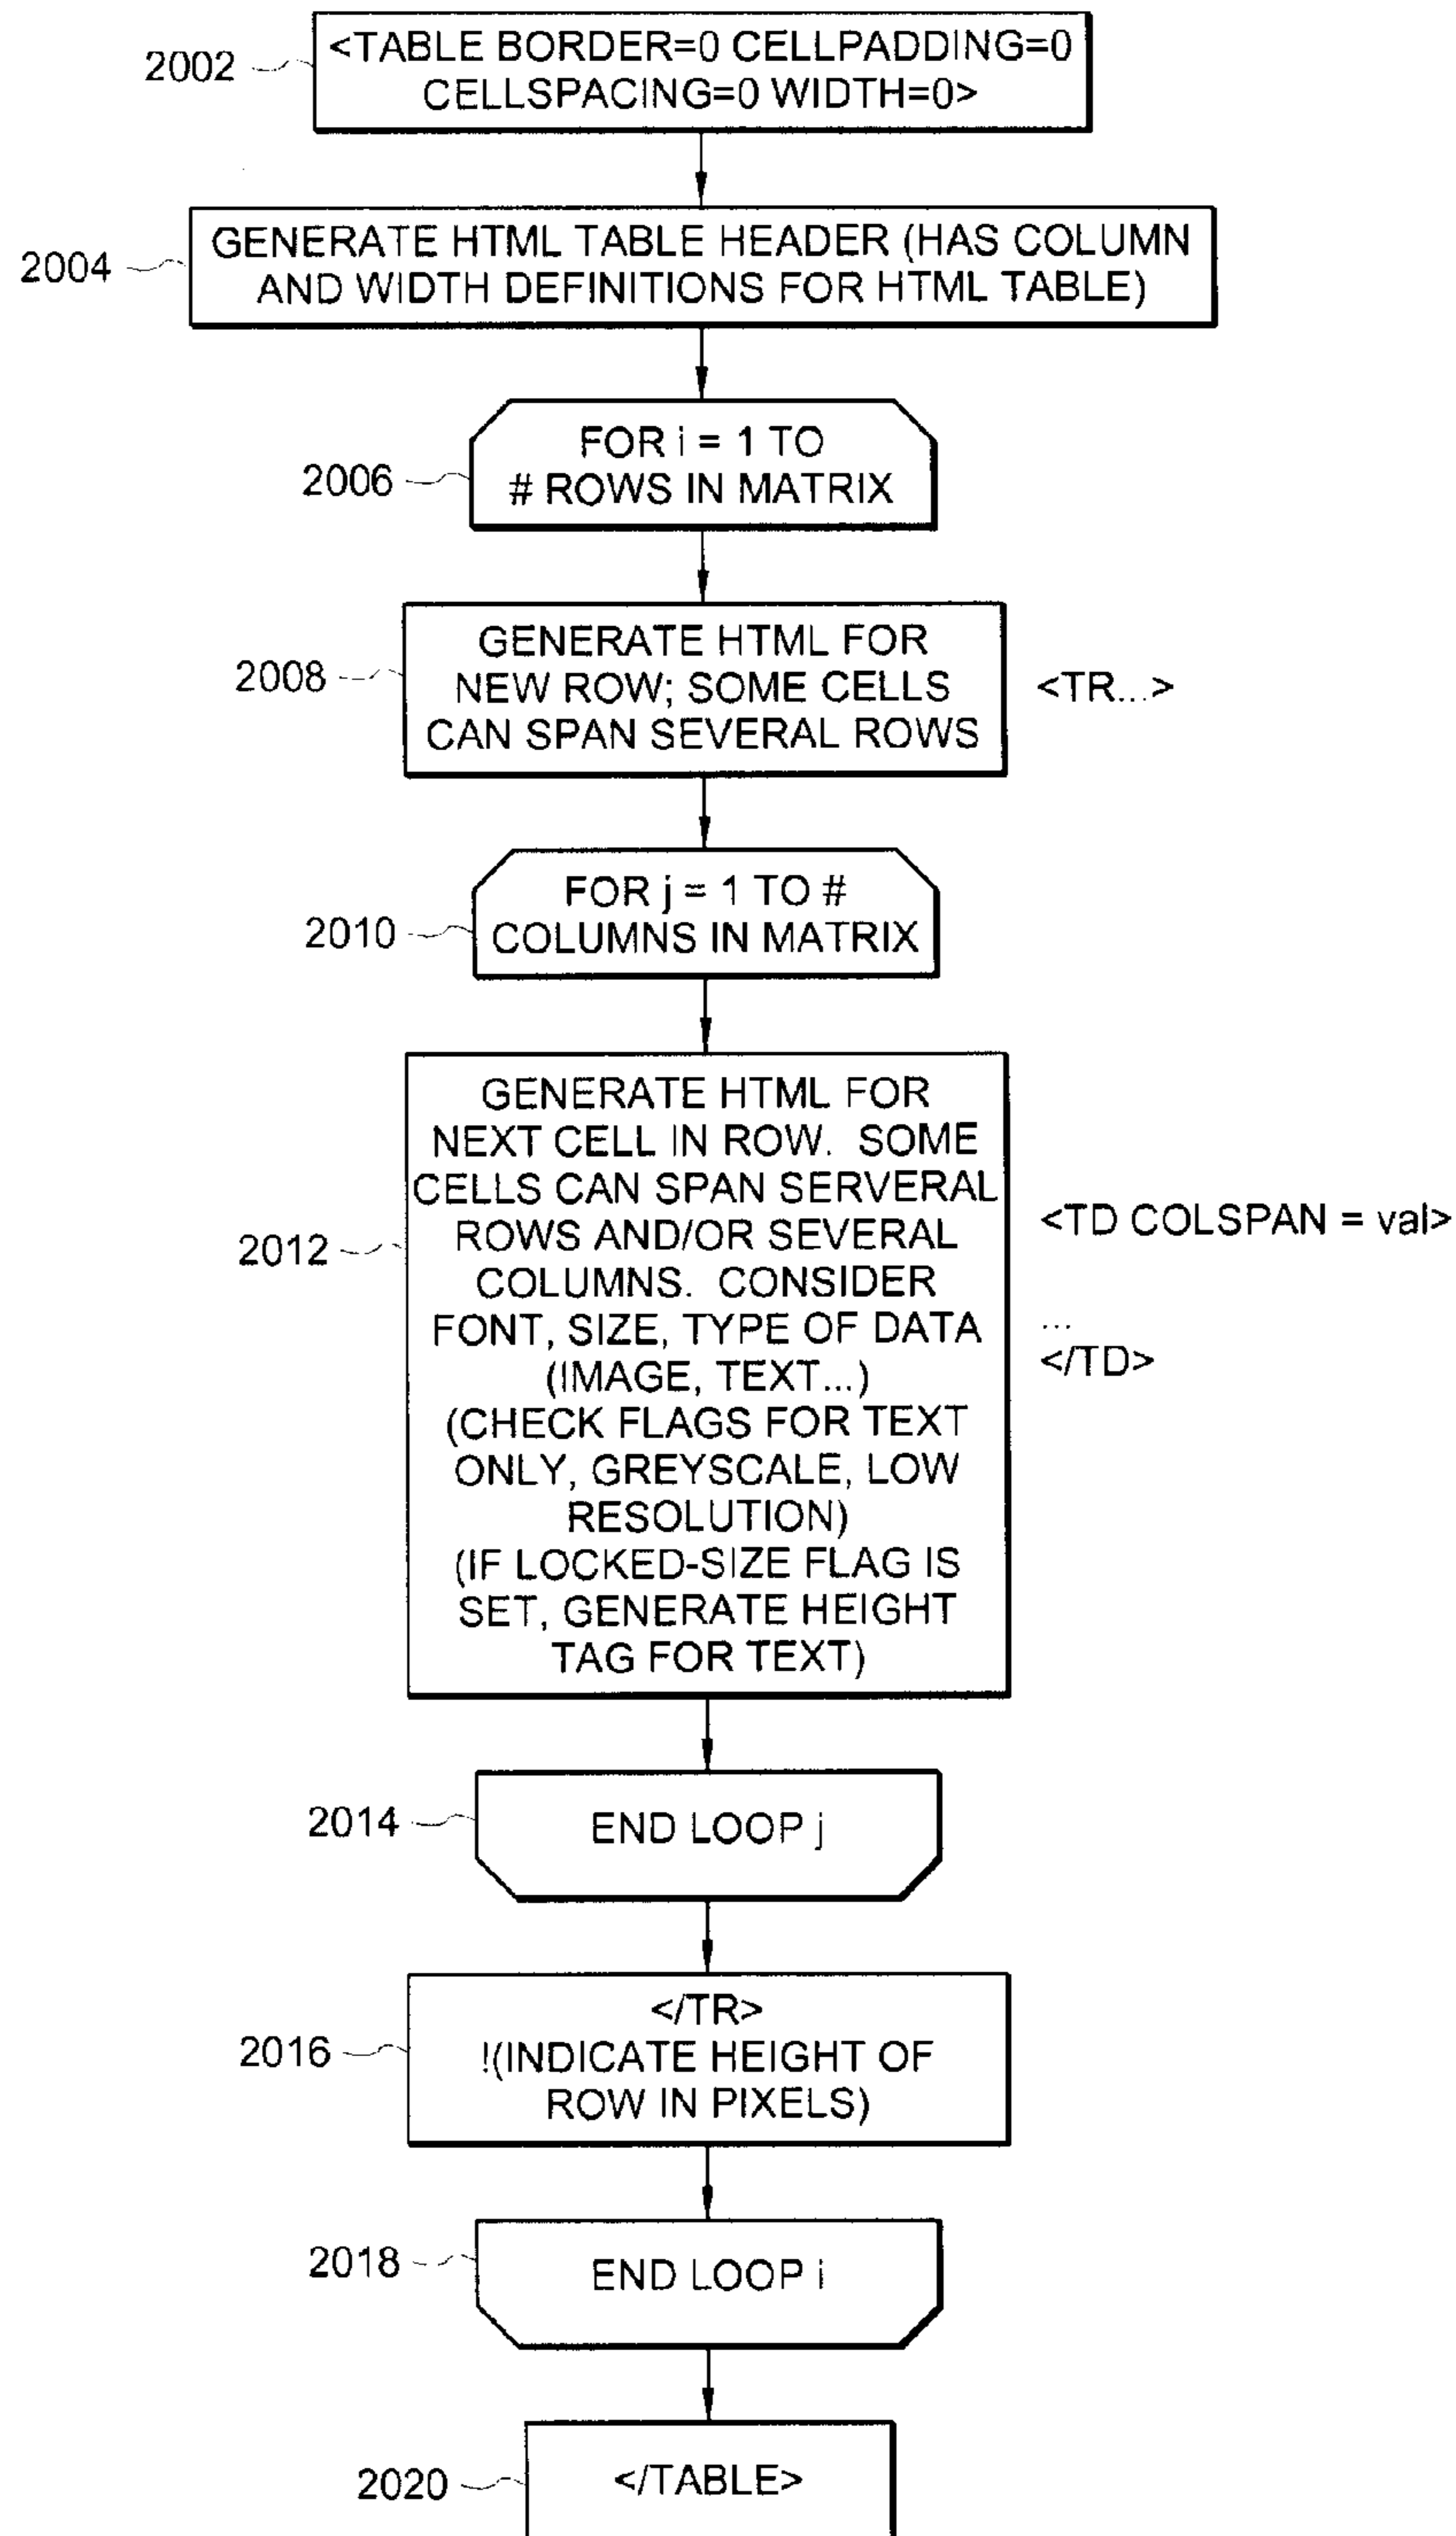 2002
<TABLE BORDER=0 CELLPADDING=0
CELLSPACING=0 WIDTH=0>
2004
GENERATE HTML TABLE HEADER (HAS COLUMN
AND WIDTH DEFINITIONS FOR HTML TABLE)
2006
FOR i = 1 TO
# ROWS IN MATRIX
2008
GENERATE HTML FOR
NEW ROW; SOME CELLS
CAN SPAN SEVERAL ROWS
<TR...>
2010
FOR j = 1 TO #
COLUMNS IN MATRIX
2012
GENERATE HTML FOR
NEXT CELL IN ROW. SOME
CELLS CAN SPAN SERVERAL
ROWS AND/OR SEVERAL
COLUMNS. CONSIDER
FONT, SIZE, TYPE OF DATA
(IMAGE, TEXT...)
(CHECK FLAGS FOR TEXT
ONLY, GREYSCALE, LOW
RESOLUTION)
(IF LOCKED-SIZE FLAG IS
SET, GENERATE HEIGHT
TAG FOR TEXT)
<TD COLSPAN = val>
...
</TD>
2014
END LOOP j
2016
</TR>
!(INDICATE HEIGHT OF
ROW IN PIXELS)
2018
END LOOP i
2020
</TABLE>